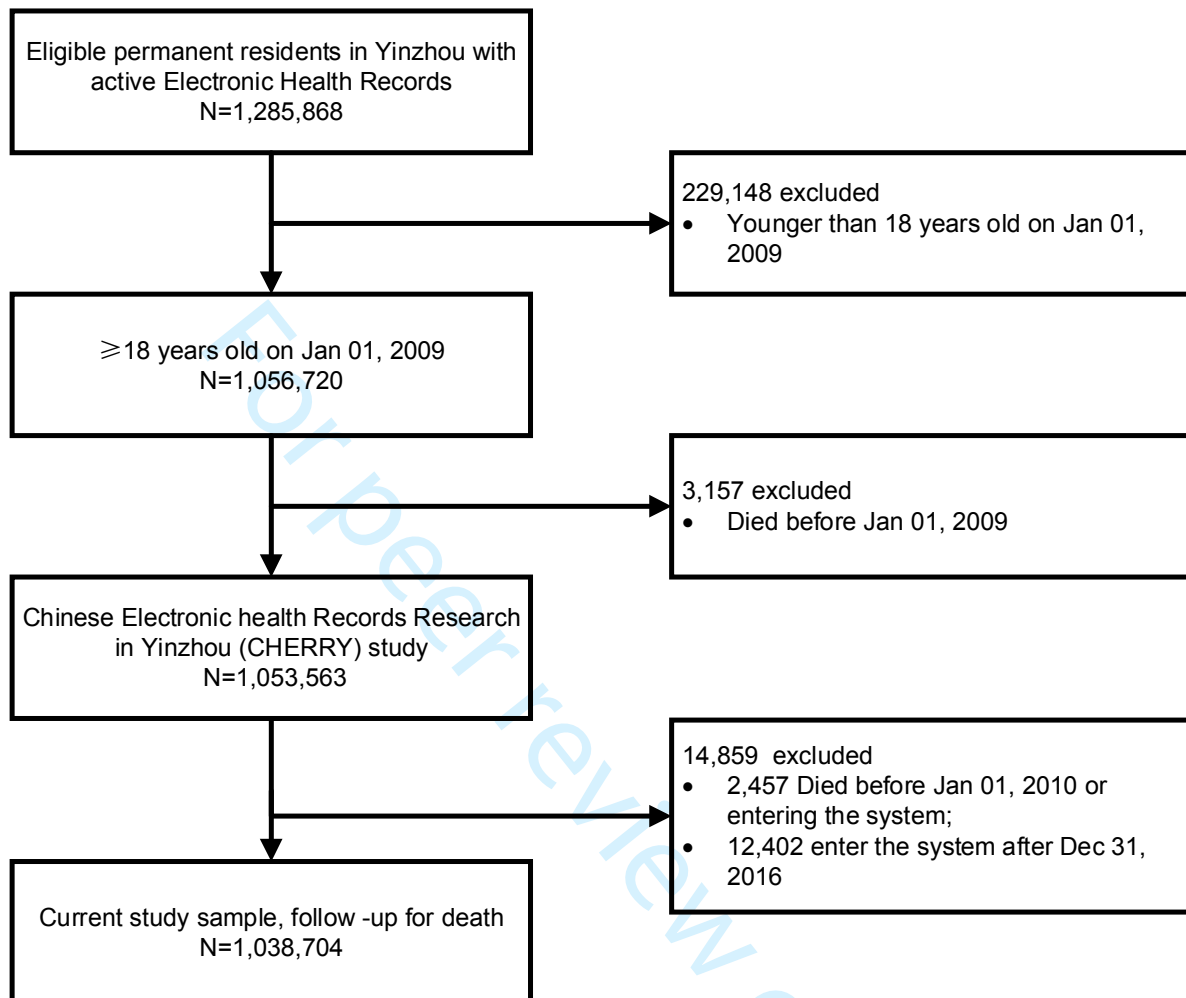 Eligible permanent residents in Yinzhou with
active Electronic Health Records
N=1,285,868
229,148 excluded
• Younger than 18 years old on Jan 01,
2009
≥18 years old on Jan 01, 2009
N=1,056,720
3,157 excluded
• Died before Jan 01, 2009
Chinese Electronic health Records Research
in Yinzhou (CHERRY) study
N=1,053,563
14,859  excluded
• 2,457 Died before Jan 01, 2010 or
entering the system;
• 12,402 enter the system after Dec 31,
2016
Current study sample, follow -up for death
N=1,038,704
For peer review